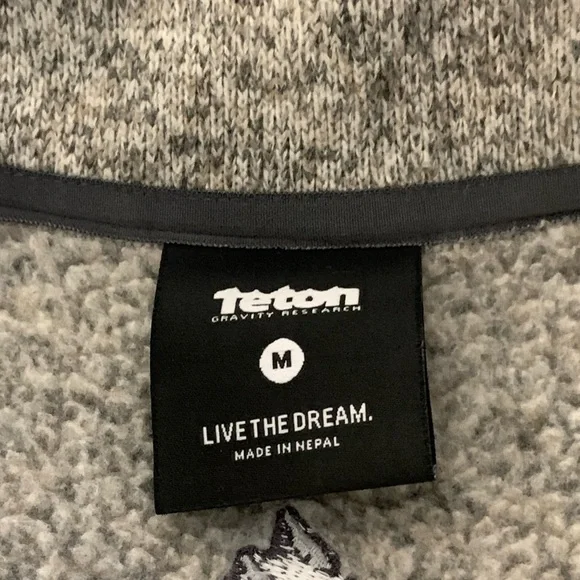 Teton
GRAVITY RESEARCH
M
LIVE THE DREAM.
MADE IN NEPAL